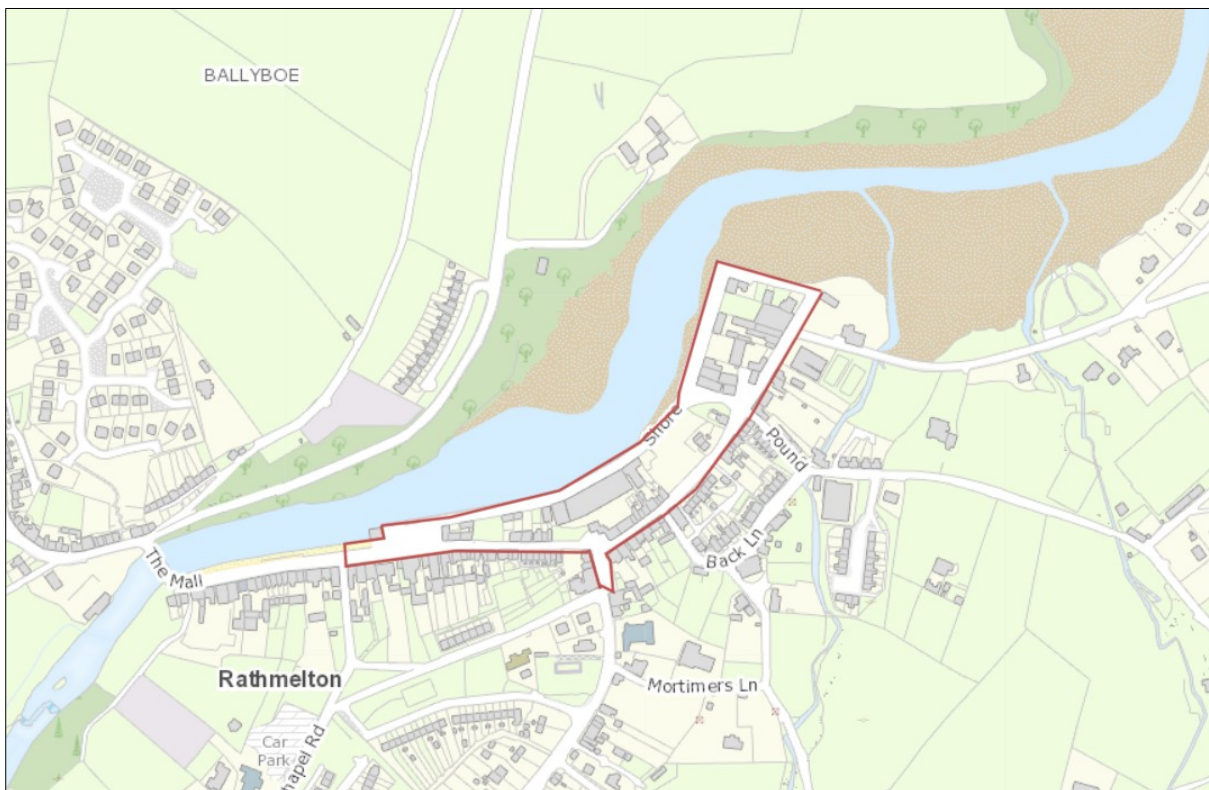 BALLYBOE
Shore
Pound
The Mall
Back Ln
Rathmelton
Mortimers Ln
Car
Park
hapel Rd